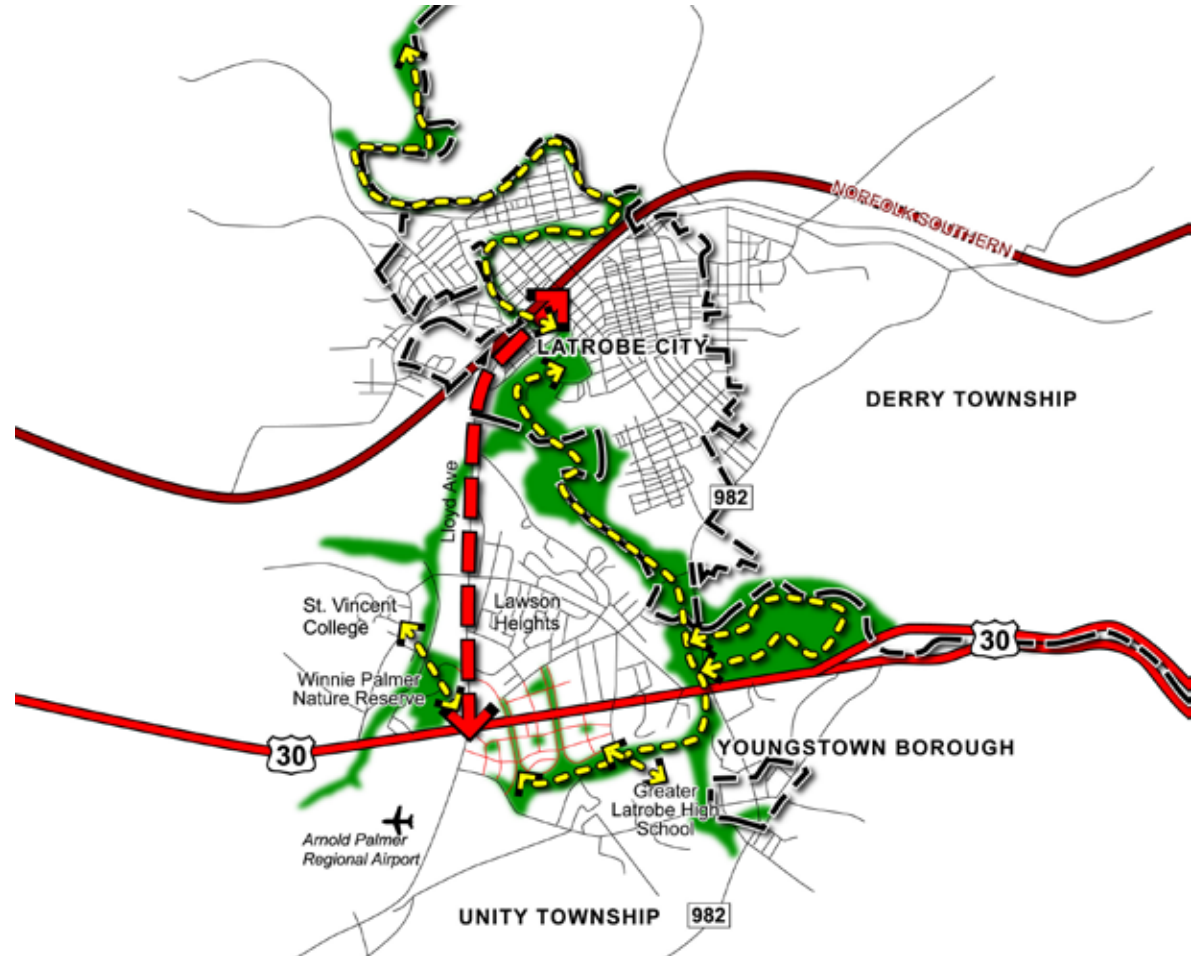 NORFOLK SOUTHERN
LATROBE CITY
DERRY TOWNSHIP
Lloyd Ave
982
St. Vincent
College
Lawson
Heights
30
Winnie Palmer
Nature Reserve
30
YOUNGSTOWN BOROUGH
Greater
Latrobe High
School
Arnold Palmer
Regional Airport
UNITY TOWNSHIP
982